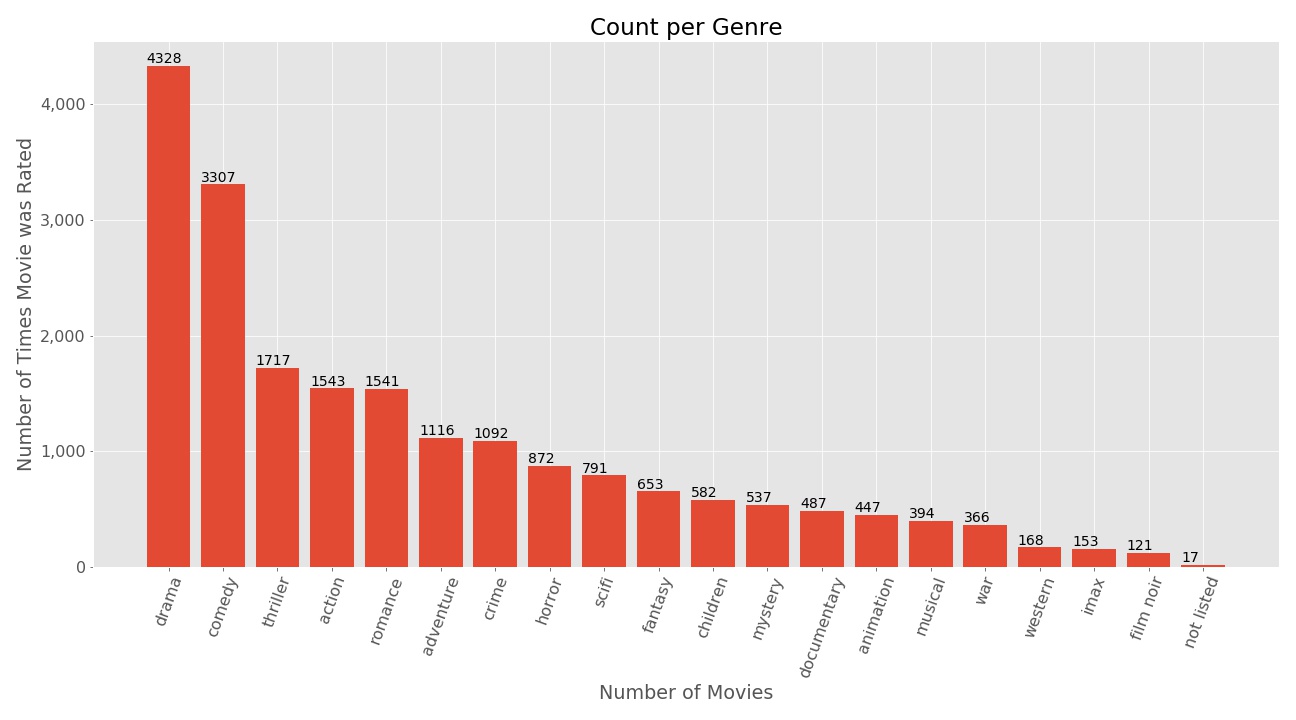 Count per Genre
Number of Times Movie was Rated
4,000
3,000
2,000
1,000
0
4328
3307
1717
1543
1541
1116
1092
872
791
653
582
537
487
447
394
366
168
153
121
17
drama
comedy
thriller
action
romance
adventure
crime
horror
scifi
fantasy
children
mystery
documentary
animation
musical
war
western
imax
film noir
not listed
Number of Movies